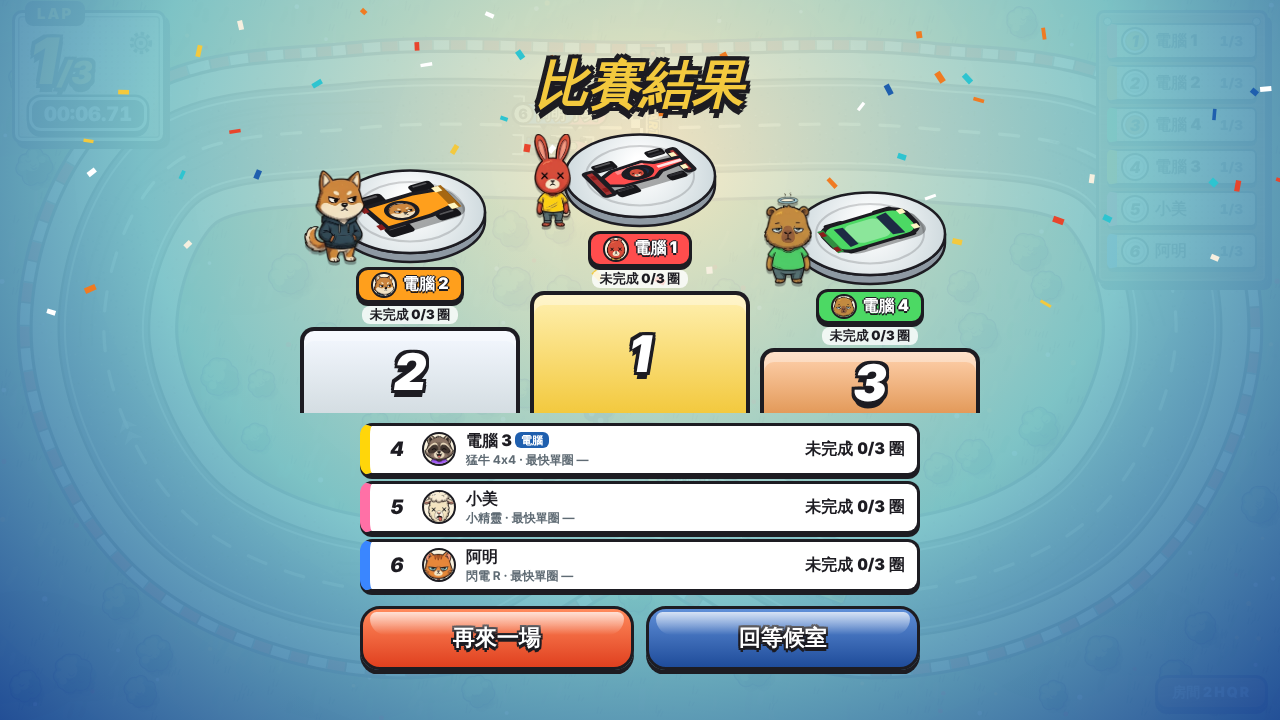 LAP
1/3
00:06.71
比賽結果
1 電腦 1 1/3
2 電腦 2 1/3
3 電腦 4 1/3
4 電腦 3 1/3
5 小美 1/3
6 阿明 1/3
電腦 2
未完成 0/3 圈
2
電腦 1
未完成 0/3 圈
1
電腦 4
未完成 0/3 圈
3
4 電腦 3 電腦 未完成 0/3 圈
猛牛 4x4 · 最快單圈 —
5 小美 未完成 0/3 圈
小精靈 · 最快單圈 —
6 阿明 未完成 0/3 圈
閃電 R · 最快單圈 —
再來一場
回等候室